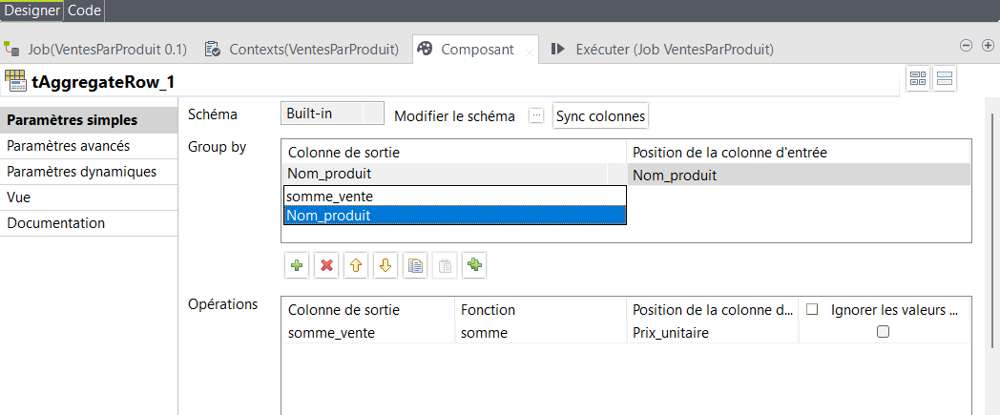 Designer Code
Job(VentesParProduit 0.1) Contexts(VentesParProduit) Composant Exécuter (Job VentesParProduit)
tAggregateRow_1
Paramètres simples
Paramètres avancés
Paramètres dynamiques
Vue
Documentation
Schéma Built-in Modifier le schéma ... Sync colonnes
Group by
Colonne de sortie Position de la colonne d'entrée
Nom_produit Nom_produit
somme_vente
Nom_produit
Opérations
Colonne de sortie Fonction Position de la colonne d... Ignorer les valeurs ...
somme_vente somme Prix_unitaire